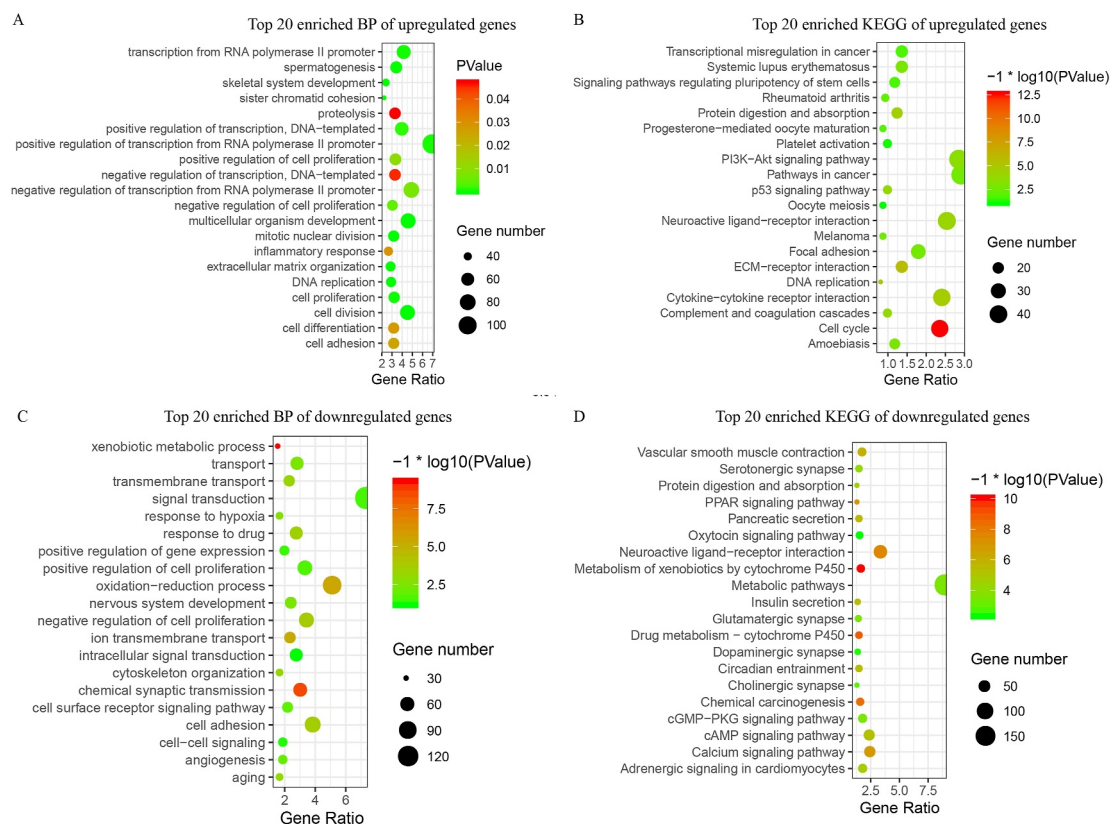 A
Top 20 enriched BP of upregulated genes
transcription from RNA polymerase II promoter
spermatogenesis
skeletal system development
sister chromatid cohesion
proteolysis
positive regulation of transcription, DNA-templated
positive regulation of transcription from RNA polymerase II promoter
positive regulation of cell proliferation
negative regulation of transcription, DNA-templated
negative regulation of transcription from RNA polymerase II promoter
negative regulation of cell proliferation
multicellular organism development
mitotic nuclear division
inflammatory response
extracellular matrix organization
DNA replication
cell proliferation
cell division
cell differentiation
cell adhesion
2 3 4 5 6 7
Gene Ratio
PValue
0.04
0.03
0.02
0.01
Gene number
40
60
80
100
B
Top 20 enriched KEGG of upregulated genes
Transcriptional misregulation in cancer
Systemic lupus erythematosus
Signaling pathways regulating pluripotency of stem cells
Rheumatoid arthritis
Protein digestion and absorption
Progesterone-mediated oocyte maturation
Platelet activation
PI3K-Akt signaling pathway
Pathways in cancer
p53 signaling pathway
Oocyte meiosis
Neuroactive ligand−receptor interaction
Melanoma
Focal adhesion
ECM−receptor interaction
DNA replication
Cytokine−cytokine receptor interaction
Complement and coagulation cascades
Cell cycle
Amoebiasis
1.0 1.5 2.0 2.5 3.0
Gene Ratio
−1 * log10(PValue)
12.5
10.0
7.5
5.0
2.5
Gene number
20
30
40
C
Top 20 enriched BP of downregulated genes
xenobiotic metabolic process
transport
transmembrane transport
signal transduction
response to hypoxia
response to drug
positive regulation of gene expression
positive regulation of cell proliferation
oxidation−reduction process
nervous system development
negative regulation of cell proliferation
ion transmembrane transport
intracellular signal transduction
cytoskeleton organization
chemical synaptic transmission
cell surface receptor signaling pathway
cell adhesion
cell−cell signaling
angiogenesis
aging
2 4 6
Gene Ratio
−1 * log10(PValue)
7.5
5.0
2.5
Gene number
30
60
90
120
D
Top 20 enriched KEGG of downregulated genes
Vascular smooth muscle contraction
Serotonergic synapse
Protein digestion and absorption
PPAR signaling pathway
Pancreatic secretion
Oxytocin signaling pathway
Neuroactive ligand−receptor interaction
Metabolism of xenobiotics by cytochrome P450
Metabolic pathways
Insulin secretion
Glutamatergic synapse
Drug metabolism − cytochrome P450
Dopaminergic synapse
Circadian entrainment
Cholinergic synapse
Chemical carcinogenesis
cGMP−PKG signaling pathway
cAMP signaling pathway
Calcium signaling pathway
Adrenergic signaling in cardiomyocytes
2.5 5.0 7.5
Gene Ratio
−1 * log10(PValue)
10
8
6
4
Gene number
50
100
150